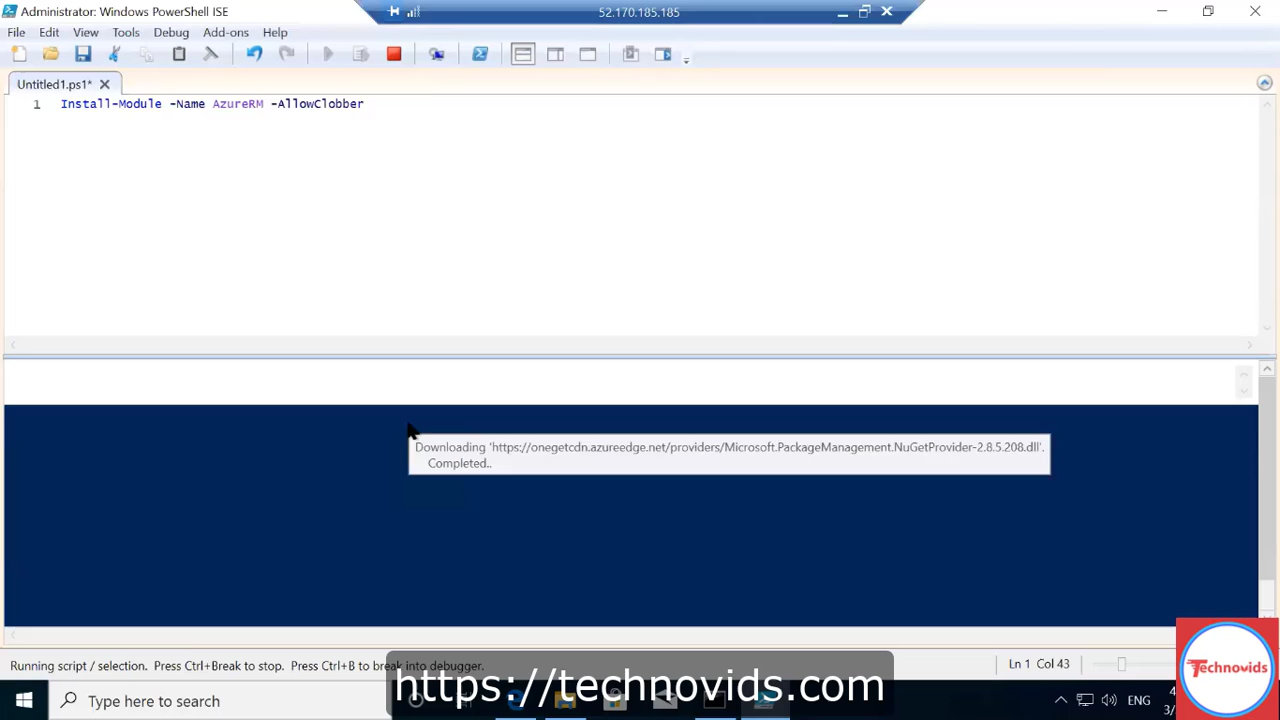 Administrator: Windows PowerShell ISE
52.170.185.185
File Edit View Tools Debug Add-ons Help
Untitled1.ps1*
1 Install-Module -Name AzureRM -AllowClobber
Downloading 'https://onegetcdn.azureedge.net/providers/Microsoft.PackageManagement.NuGetProvider-2.8.5.208.dll'.
Completed..
Running script / selection. Press Ctrl+Break to stop. Press Ctrl+B to break into debugger.
Ln 1 Col 43
Technovids
https://technovids.com
Type here to search
ENG